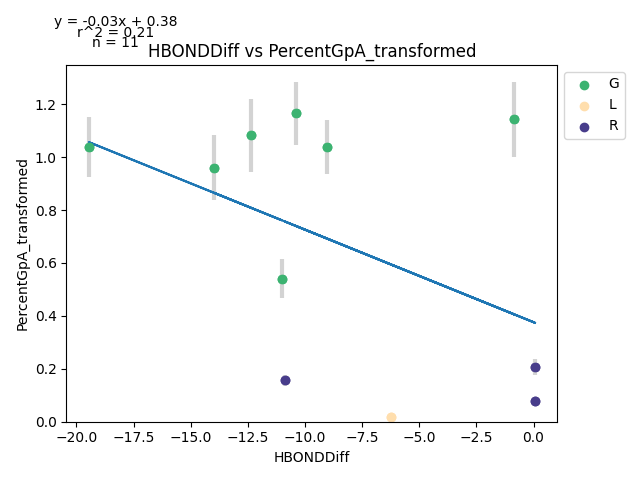 y = -0.03x + 0.38
r^2 = 0.21
n = 11
HBONDDiff vs PercentGpA_transformed
G
L
R
PercentGpA_transformed
1.2
1.0
0.8
0.6
0.4
0.2
0.0
−20.0 −17.5 −15.0 −12.5 −10.0 −7.5 −5.0 −2.5 0.0
HBONDDiff